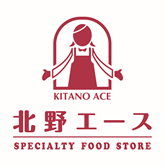 KITANO ACE
北野エース
SPECIALTY FOOD STORE